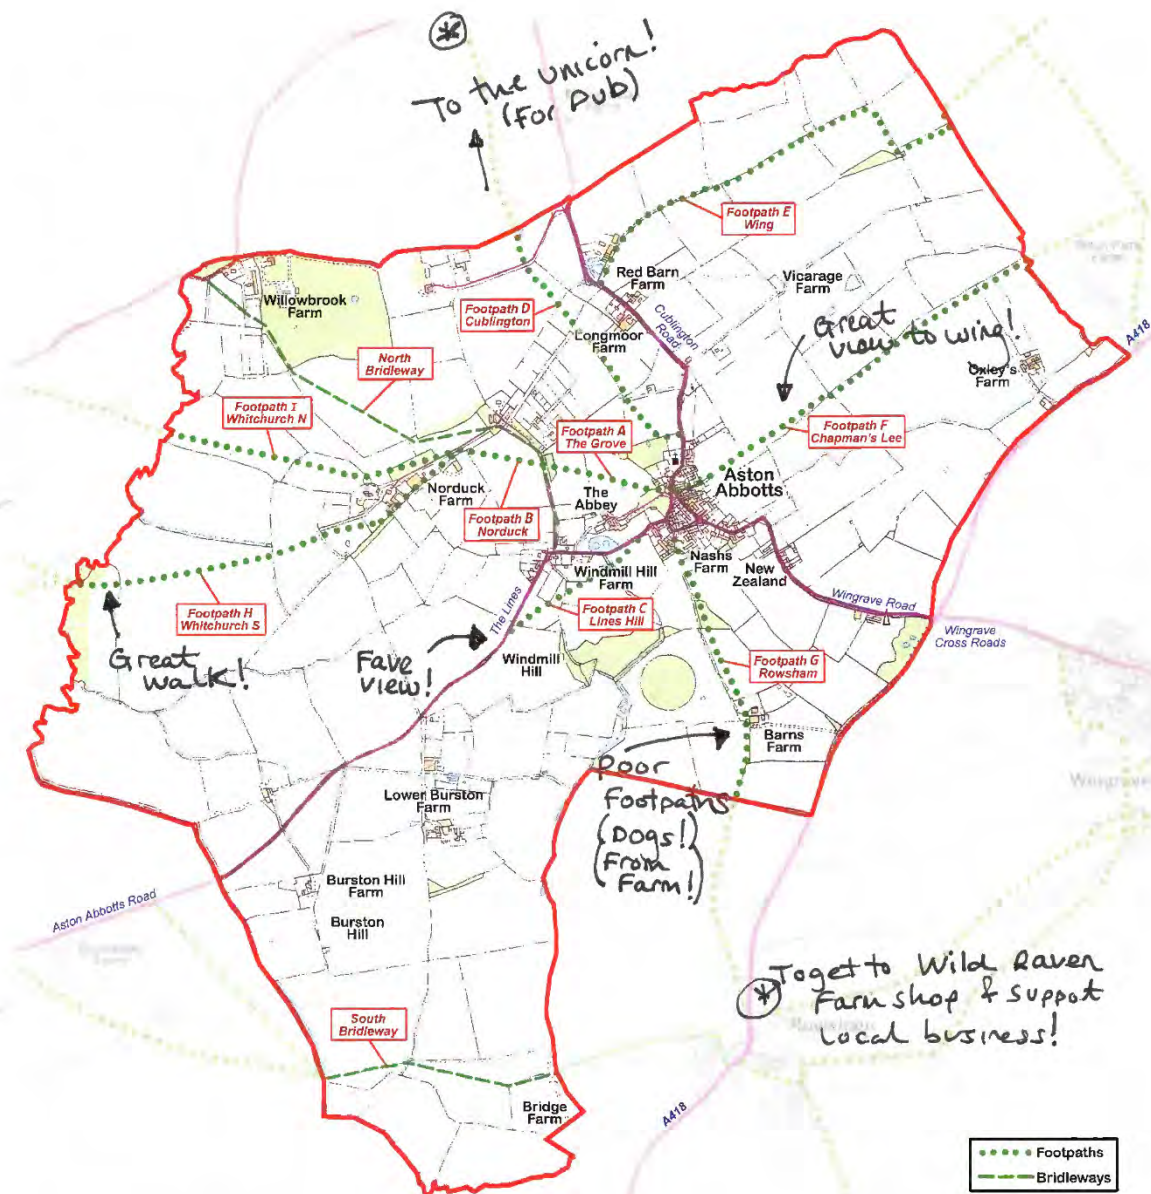 To the Unicorn!
(For Pub)
Footpath E
Wing
Red Barn
Farm
Vicarage
Farm
Willowbrook
Farm
Footpath D
Cublington
Cublington
Road
Longmoor
Farm
Great
view to wing!
A418
Oxley's
Farm
North
Bridleway
Footpath I
Whitchurch N
Footpath A
The Grove
Footpath F
Chapman's Lee
Aston
Abbotts
Norduck
Farm
The
Abbey
Footpath B
Norduck
Nashs
Farm
New
Zealand
Windmill Hill
Farm
Footpath C
Lines Hill
Wingrave Road
Wingrave
Cross Roads
Footpath H
Whitchurch S
The Lines
Great
walk!
Fave
view!
Windmill
Hill
Footpath G
Rowsham
Barns
Farm
Poor
Footpaths
(Dogs!)
(From
Farm!)
Wingrave
Lower Burston
Farm
Burston Hill
Farm
Burston
Hill
Aston Abbotts Road
To get to Wild Raven
Farm shop & support
local business!
Rowsham
South
Bridleway
Bridge
Farm
A418
Footpaths
Bridleways